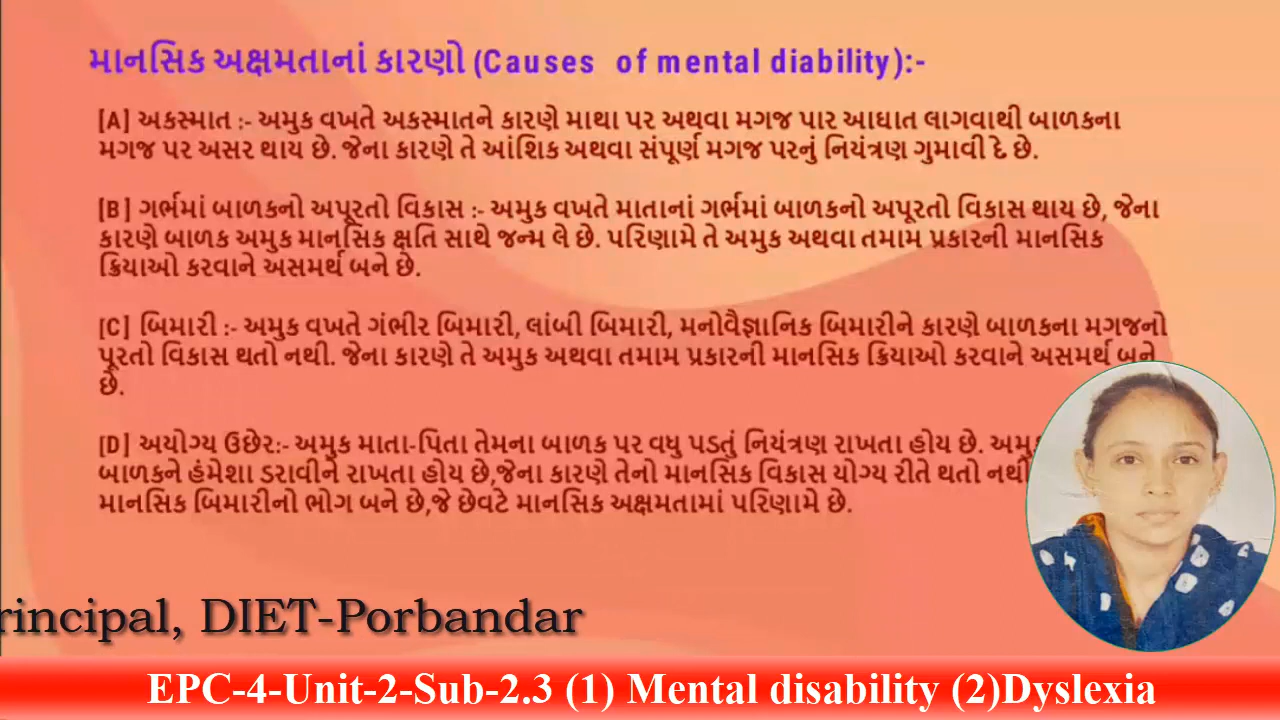 માનસિક અક્ષમતાનાં કારણો (Causes of mental diability):-
[A] અકસ્માત :- અમુક વખતે અકસ્માતને કારણે માથા પર અથવા મગજ પાર આઘાત લાગવાથી બાળકના
મગજ પર અસર થાય છે. જેના કારણે તે આંશિક અથવા સંપૂર્ણ મગજ પરનું નિયંત્રણ ગુમાવી દે છે.
[B] ગર્ભમાં બાળકનો અપૂરતો વિકાસ :- અમુક વખતે માતાનાં ગર્ભમાં બાળકનો અપૂરતો વિકાસ થાય છે, જેના
કારણે બાળક અમુક માનસિક ક્ષતિ સાથે જન્મ લે છે. પરિણામે તે અમુક અથવા તમામ પ્રકારની માનસિક
ક્રિયાઓ કરવાને અસમર્થ બને છે.
[C] બિમારી :- અમુક વખતે ગંભીર બિમારી, લાંબી બિમારી, મનોવૈજ્ઞાનિક બિમારીને કારણે બાળકના મગજનો
પૂરતો વિકાસ થતો નથી. જેના કારણે તે અમુક અથવા તમામ પ્રકારની માનસિક ક્રિયાઓ કરવાને અસમર્થ બને
છે.
[D] અયોગ્ય ઉછેર:- અમુક માતા-પિતા તેમના બાળક પર વધુ પડતું નિયંત્રણ રાખતા હોય છે.
બાળકને હંમેશા ડરાવીને રાખતા હોય છે,જેના કારણે તેનો માનસિક વિકાસ યોગ્ય રીતે થતો નથી
માનસિક બિમારીનો ભોગ બને છે,જે છેવટે માનસિક અક્ષમતામાં પરિણામે છે.
rincipal, DIET-Porbandar
EPC-4-Unit-2-Sub-2.3 (1) Mental disability (2)Dyslexia